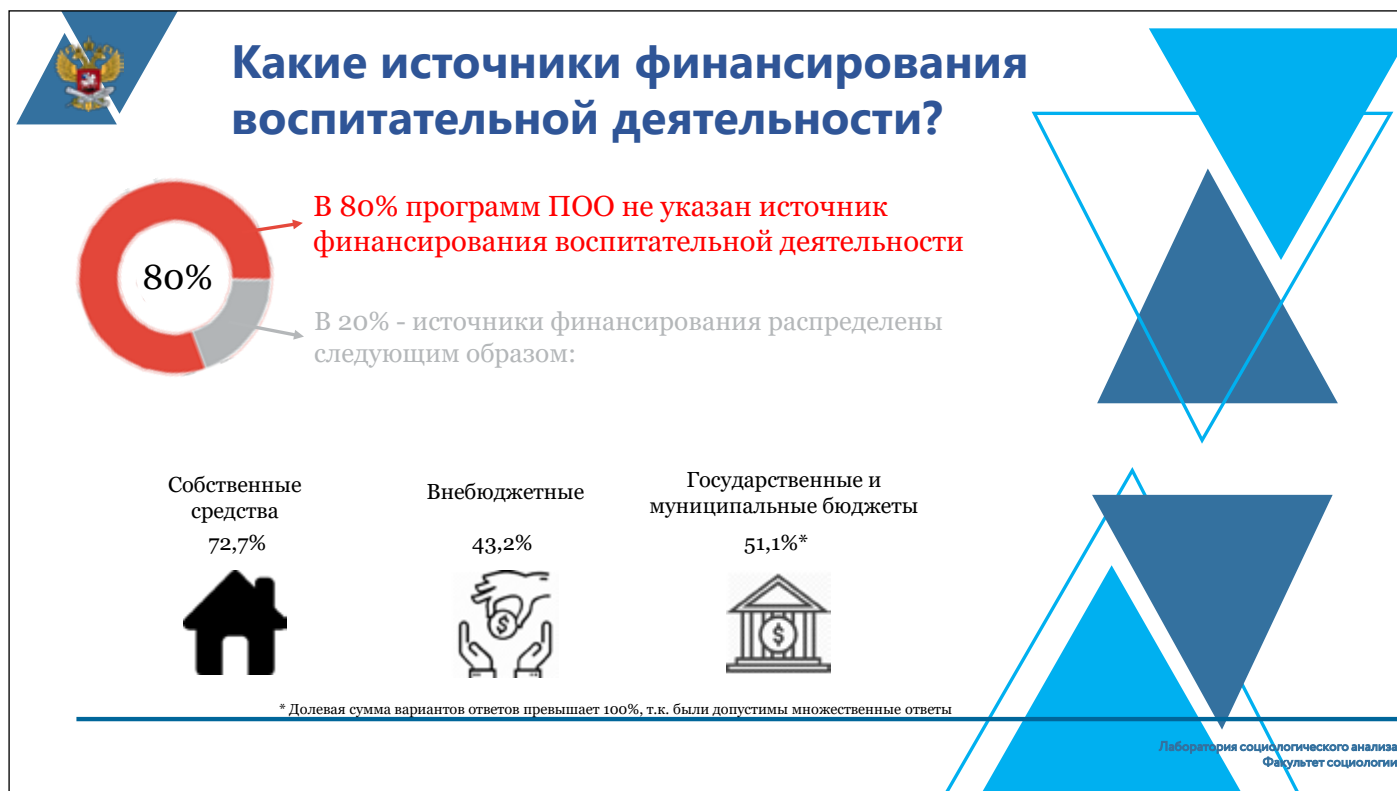 Какие источники финансирования
воспитательной деятельности?
80%
В 80% программ ПОО не указан источник
финансирования воспитательной деятельности
В 20% - источники финансирования распределены
следующим образом:
Собственные
средства
72,7%
Внебюджетные
43,2%
Государственные и
муниципальные бюджеты
51,1%*
* Долевая сумма вариантов ответов превышает 100%, т.к. были допустимы множественные ответы
Лаборатория социологического анализа
Факультет социологии